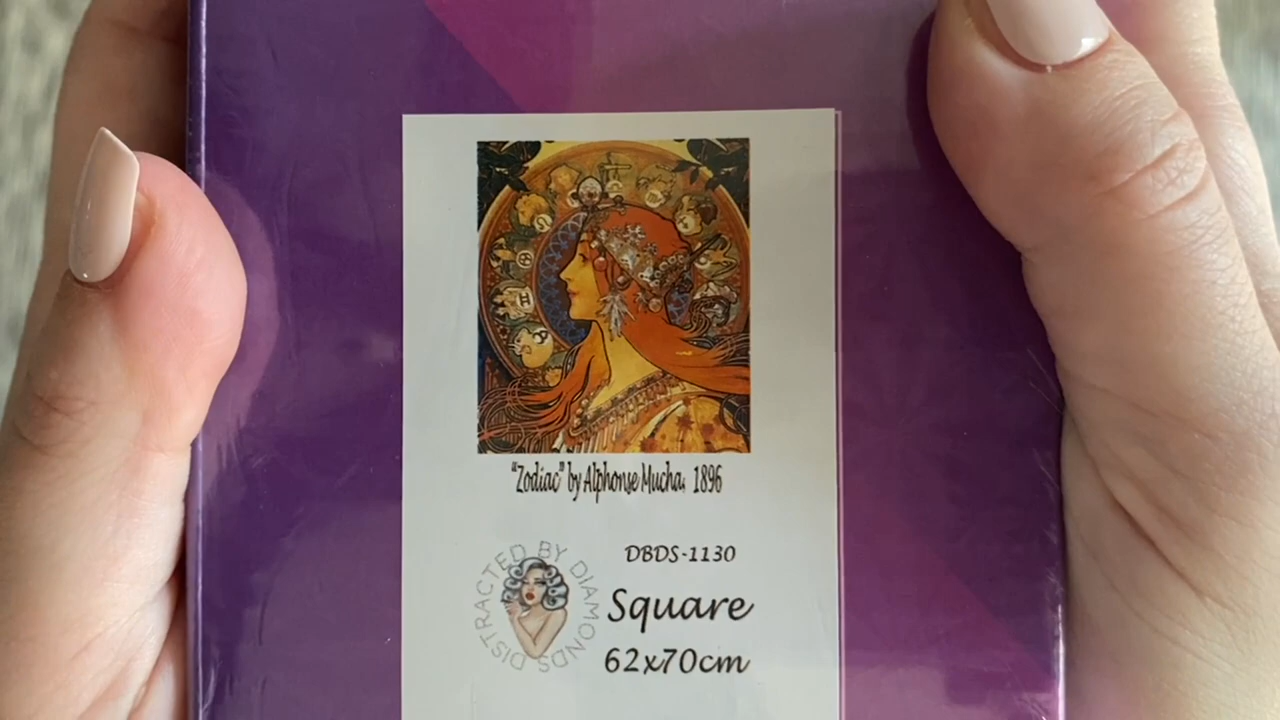 "Zodiac" by Alphonse Mucha, 1896
DISTRACTED BY DIAMONDS
DBDS-1130
Square
62x70cm